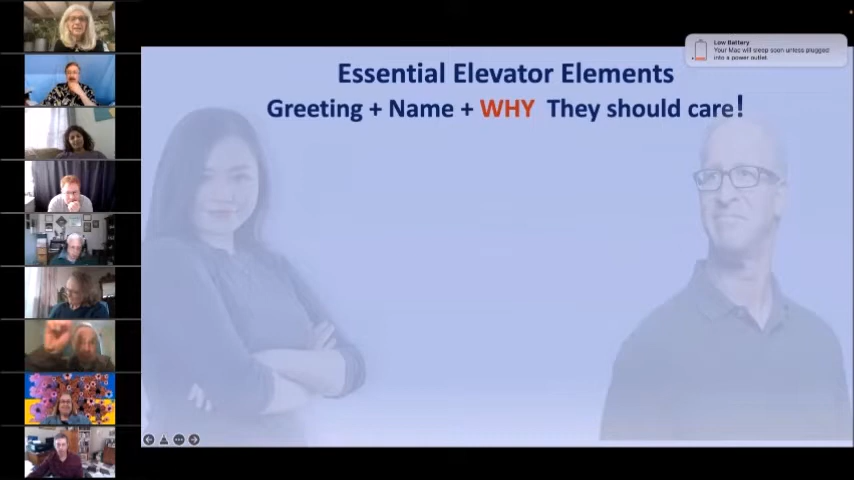 Low Battery
Your Mac will sleep soon unless plugged
into a power outlet.
Essential Elevator Elements
Greeting + Name + WHY They should care!